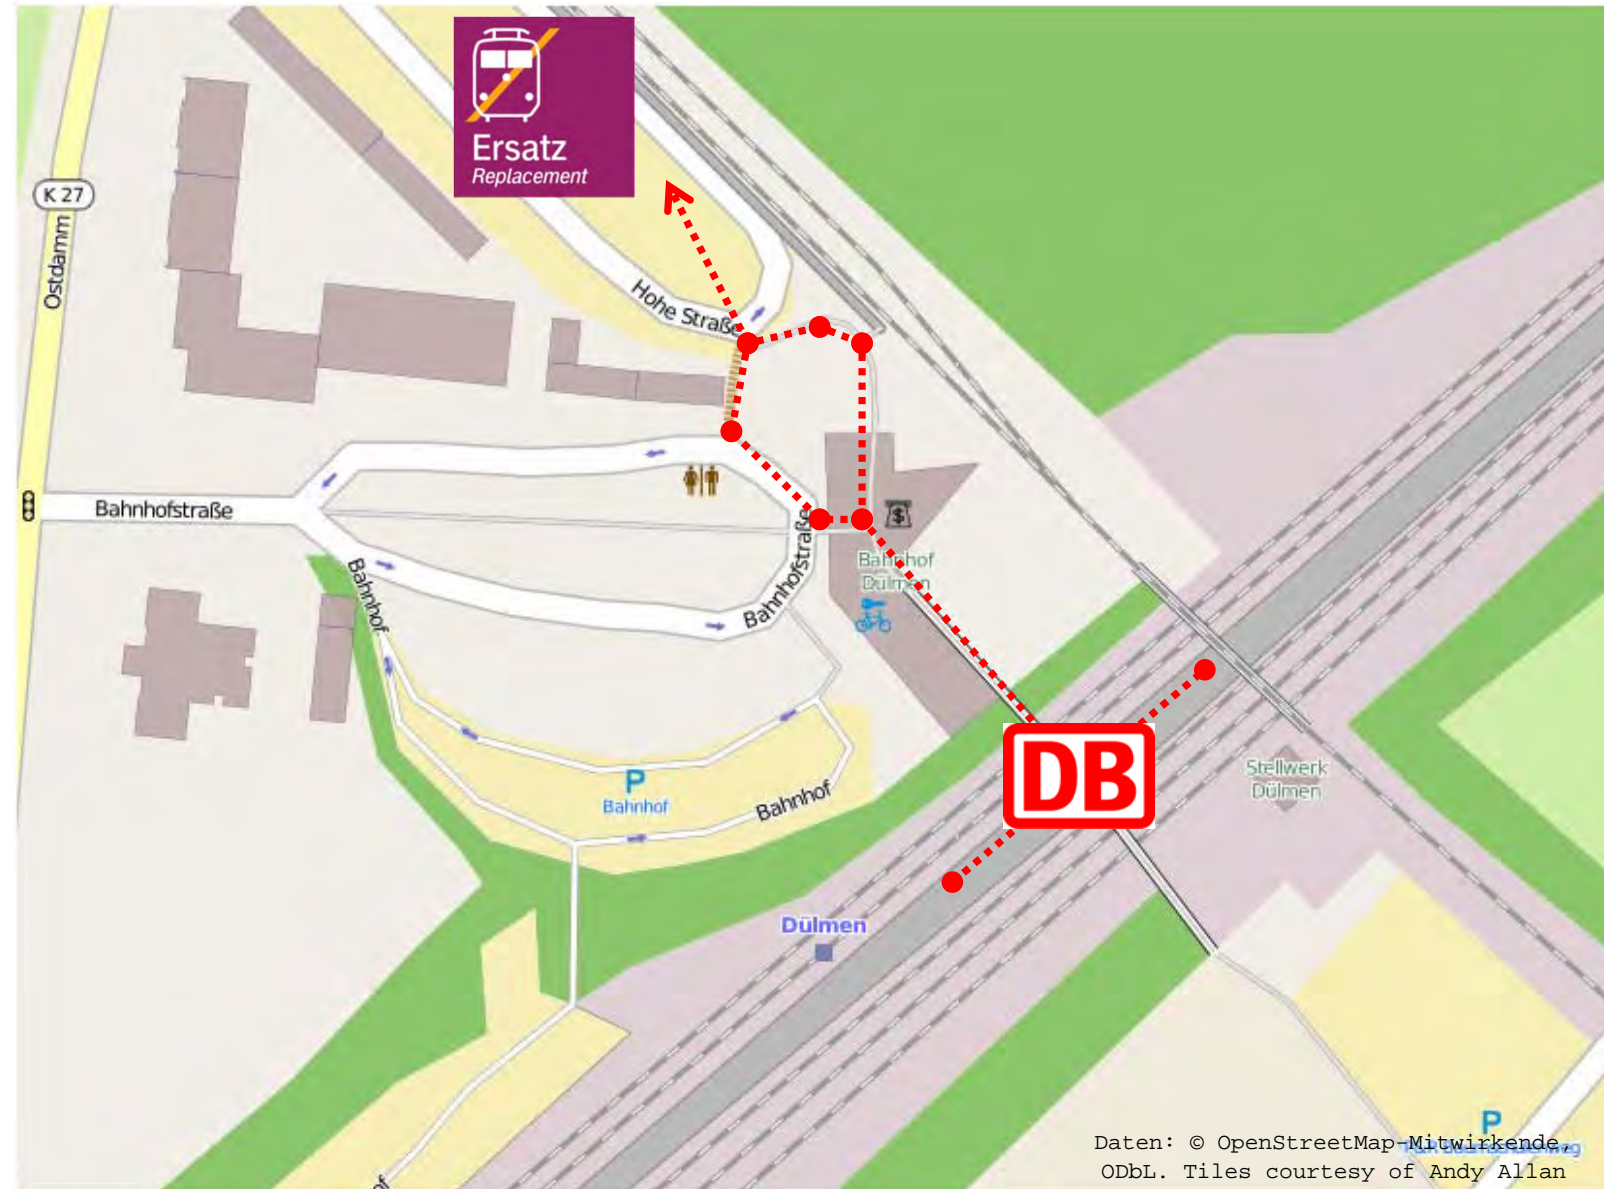 Ersatz
Replacement
K 27
Ostdamm
Hohe Straße
Bahnhofstraße
Bahnhofstraße
Bahnhof
Dülmen
Bahnhof
P
Bahnhof
Bahnhof
DB
Stellwerk
Dülmen
Dülmen
P
Daten: © OpenStreetMap-Mitwirkende,
ODbL. Tiles courtesy of Andy Allan